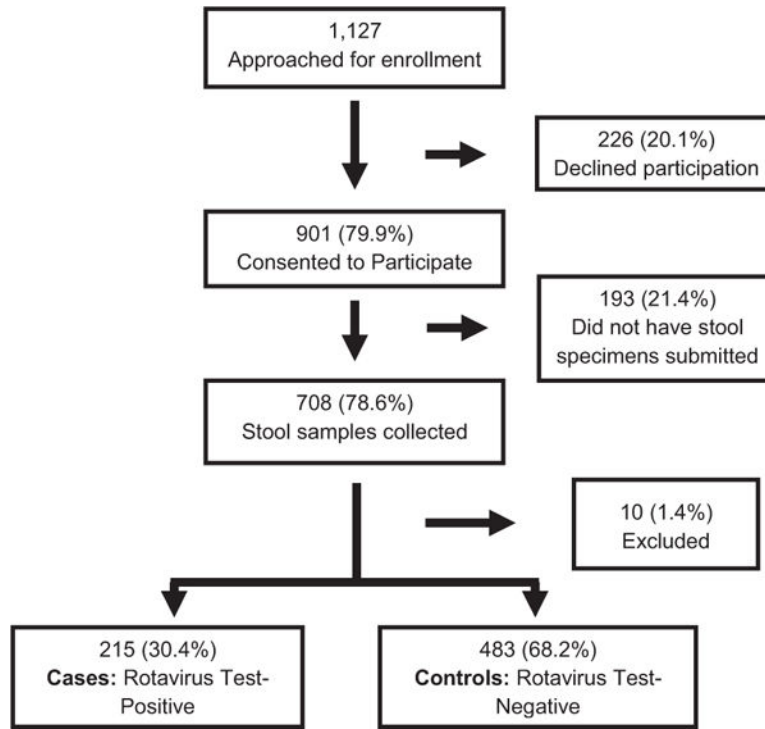 1,127
Approached for enrollment
226 (20.1%)
Declined participation
901 (79.9%)
Consented to Participate
193 (21.4%)
Did not have stool
specimens submitted
708 (78.6%)
Stool samples collected
10 (1.4%)
Excluded
215 (30.4%)
Cases: Rotavirus Test-
Positive
483 (68.2%)
Controls: Rotavirus Test-
Negative